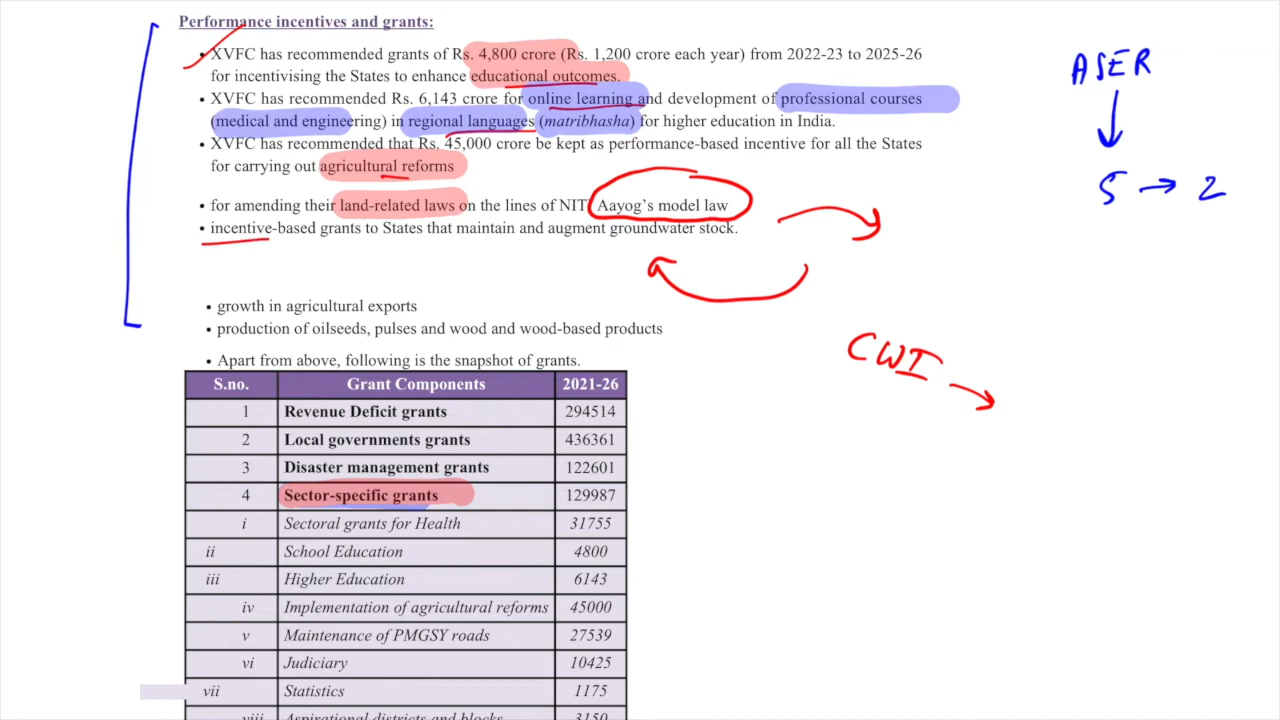 Performance incentives and grants:
• XVFC has recommended grants of Rs. 4,800 crore (Rs. 1,200 crore each year) from 2022-23 to 2025-26
for incentivising the States to enhance educational outcomes.
• XVFC has recommended Rs. 6,143 crore for online learning and development of professional courses
(medical and engineering) in regional languages (matribhasha) for higher education in India.
• XVFC has recommended that Rs. 45,000 crore be kept as performance-based incentive for all the States
for carrying out agricultural reforms
• for amending their land-related laws on the lines of NITI Aayog's model law
• incentive-based grants to States that maintain and augment groundwater stock.
• growth in agricultural exports
• production of oilseeds, pulses and wood and wood-based products
• Apart from above, following is the snapshot of grants.
S.no. Grant Components 2021-26
1 Revenue Deficit grants 294514
2 Local governments grants 436361
3 Disaster management grants 122601
4 Sector-specific grants 129987
i Sectoral grants for Health 31755
ii School Education 4800
iii Higher Education 6143
iv Implementation of agricultural reforms 45000
v Maintenance of PMGSY roads 27539
vi Judiciary 10425
vii Statistics 1175
viii Aspirational districts and blocks 3150
ASER
5 → 2
CWI